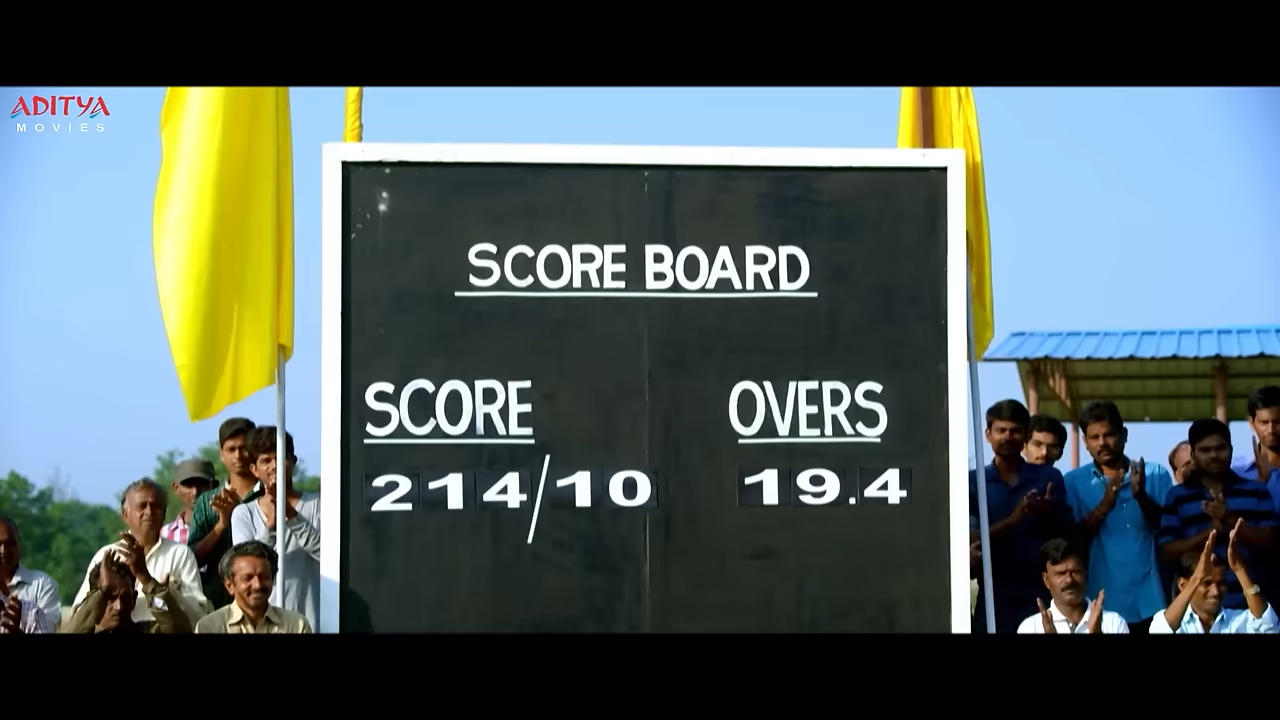 ADITYA
MOVIES
SCORE BOARD
SCORE OVERS
214/10 19.4